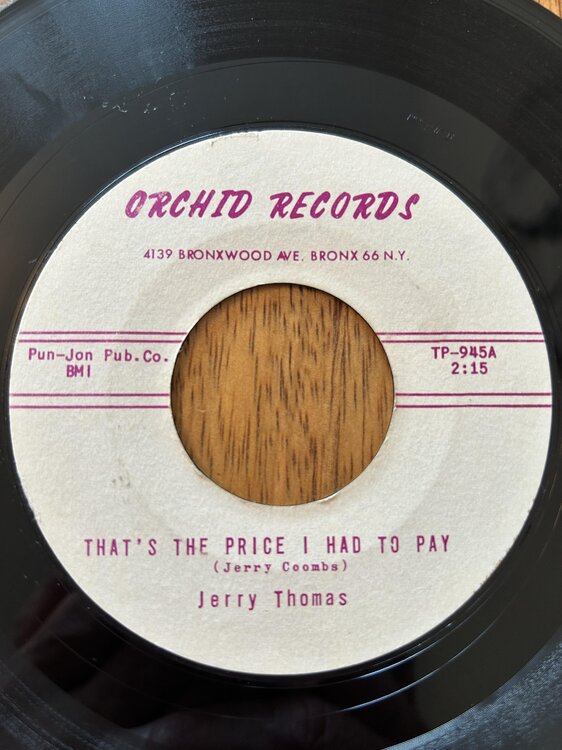 ORCHID RECORDS
4139 BRONXWOOD AVE. BRONX 66 N.Y.
Pun-Jon Pub.Co.
BMI
TP-945A
2:15
THAT'S THE PRICE I HAD TO PAY
(Jerry Coombs)
Jerry Thomas